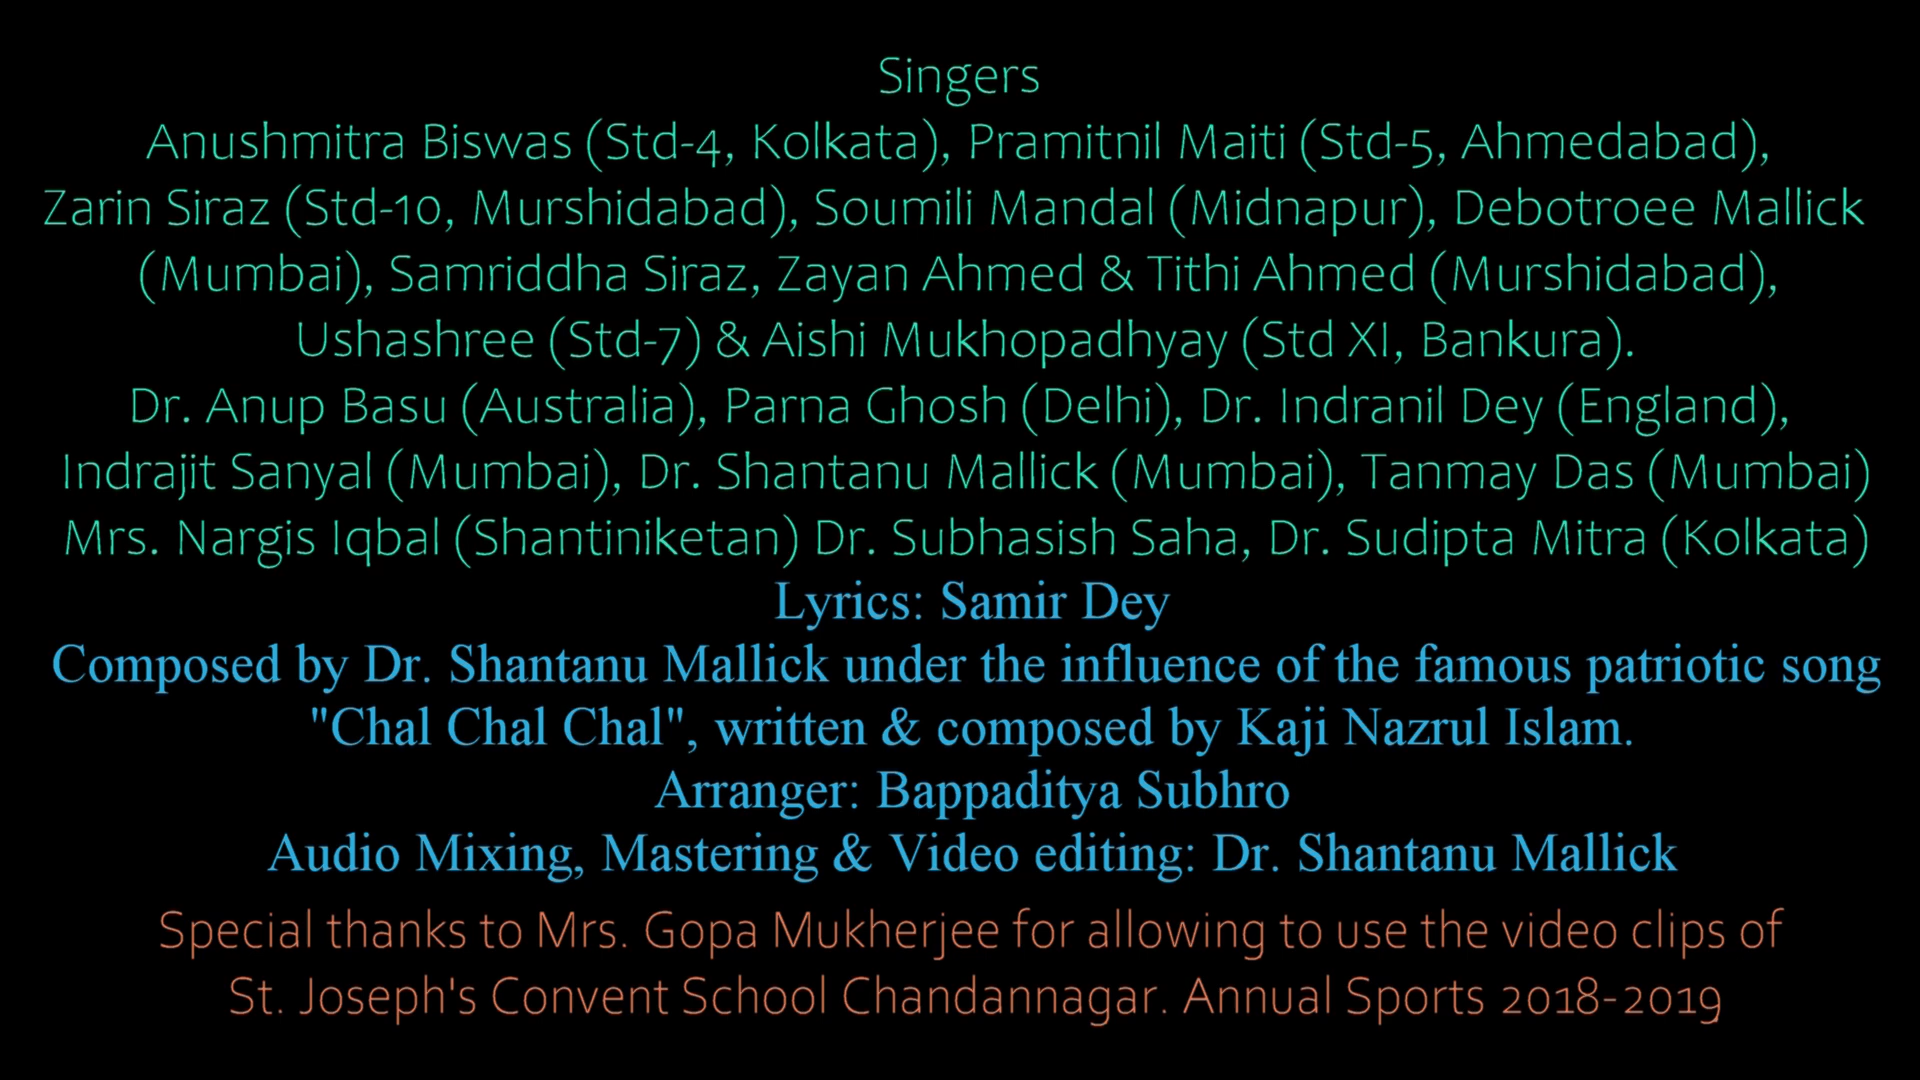 Singers
Anushmitra Biswas (Std-4, Kolkata), Pramitnil Maiti (Std-5, Ahmedabad),
Zarin Siraz (Std-10, Murshidabad), Soumili Mandal (Midnapur), Debotroee Mallick
(Mumbai), Samriddha Siraz, Zayan Ahmed & Tithi Ahmed (Murshidabad),
Ushashree (Std-7) & Aishi Mukhopadhyay (Std XI, Bankura).
Dr. Anup Basu (Australia), Parna Ghosh (Delhi), Dr. Indranil Dey (England),
Indrajit Sanyal (Mumbai), Dr. Shantanu Mallick (Mumbai), Tanmay Das (Mumbai)
Mrs. Nargis Iqbal (Shantiniketan) Dr. Subhasish Saha, Dr. Sudipta Mitra (Kolkata)
Lyrics: Samir Dey
Composed by Dr. Shantanu Mallick under the influence of the famous patriotic song
"Chal Chal Chal", written & composed by Kaji Nazrul Islam.
Arranger: Bappaditya Subhro
Audio Mixing, Mastering & Video editing: Dr. Shantanu Mallick
Special thanks to Mrs. Gopa Mukherjee for allowing to use the video clips of
St. Joseph's Convent School Chandannagar. Annual Sports 2018-2019